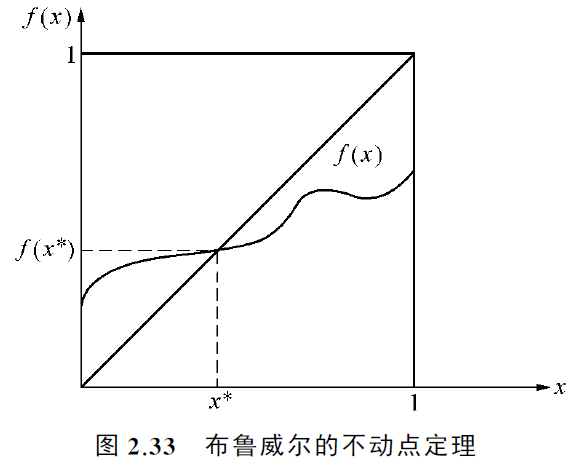 f(x)
1
f(x)
f(x*)
x*
1
x
图 2.33 布鲁威尔的不动点定理